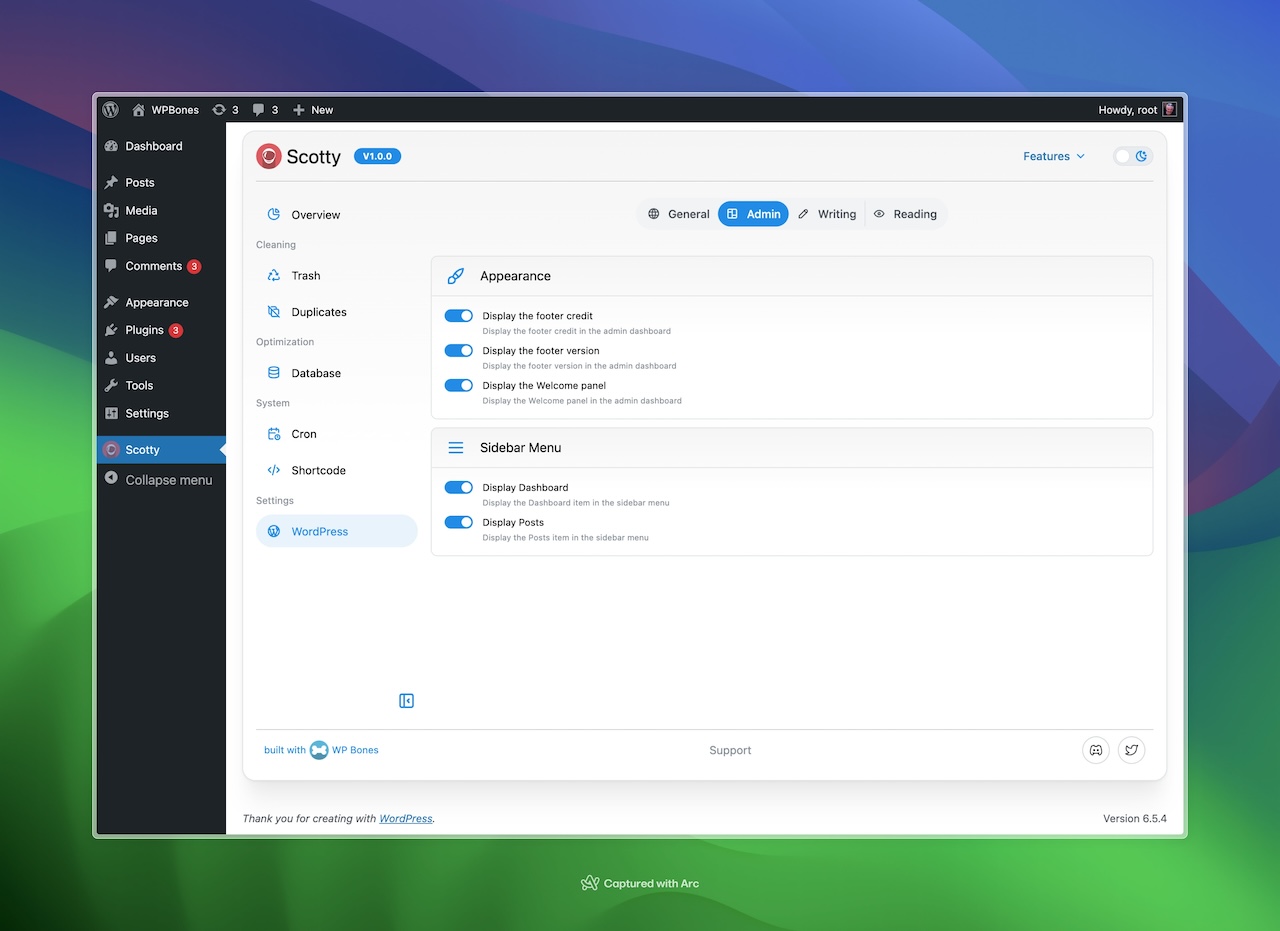 WPBones 3 3 New
Howdy, root
Dashboard
Posts
Media
Pages
Comments 3
Appearance
Plugins 3
Users
Tools
Settings
Scotty
Collapse menu
Scotty V1.0.0
Features
Overview
Cleaning
Trash
Duplicates
Optimization
Database
System
Cron
Shortcode
Settings
WordPress
General Admin Writing Reading
Appearance
Display the footer credit
Display the footer credit in the admin dashboard
Display the footer version
Display the footer version in the admin dashboard
Display the Welcome panel
Display the Welcome panel in the admin dashboard
Sidebar Menu
Display Dashboard
Display the Dashboard item in the sidebar menu
Display Posts
Display the Posts item in the sidebar menu
built with WP Bones
Support
Thank you for creating with WordPress.
Version 6.5.4
Captured with Arc